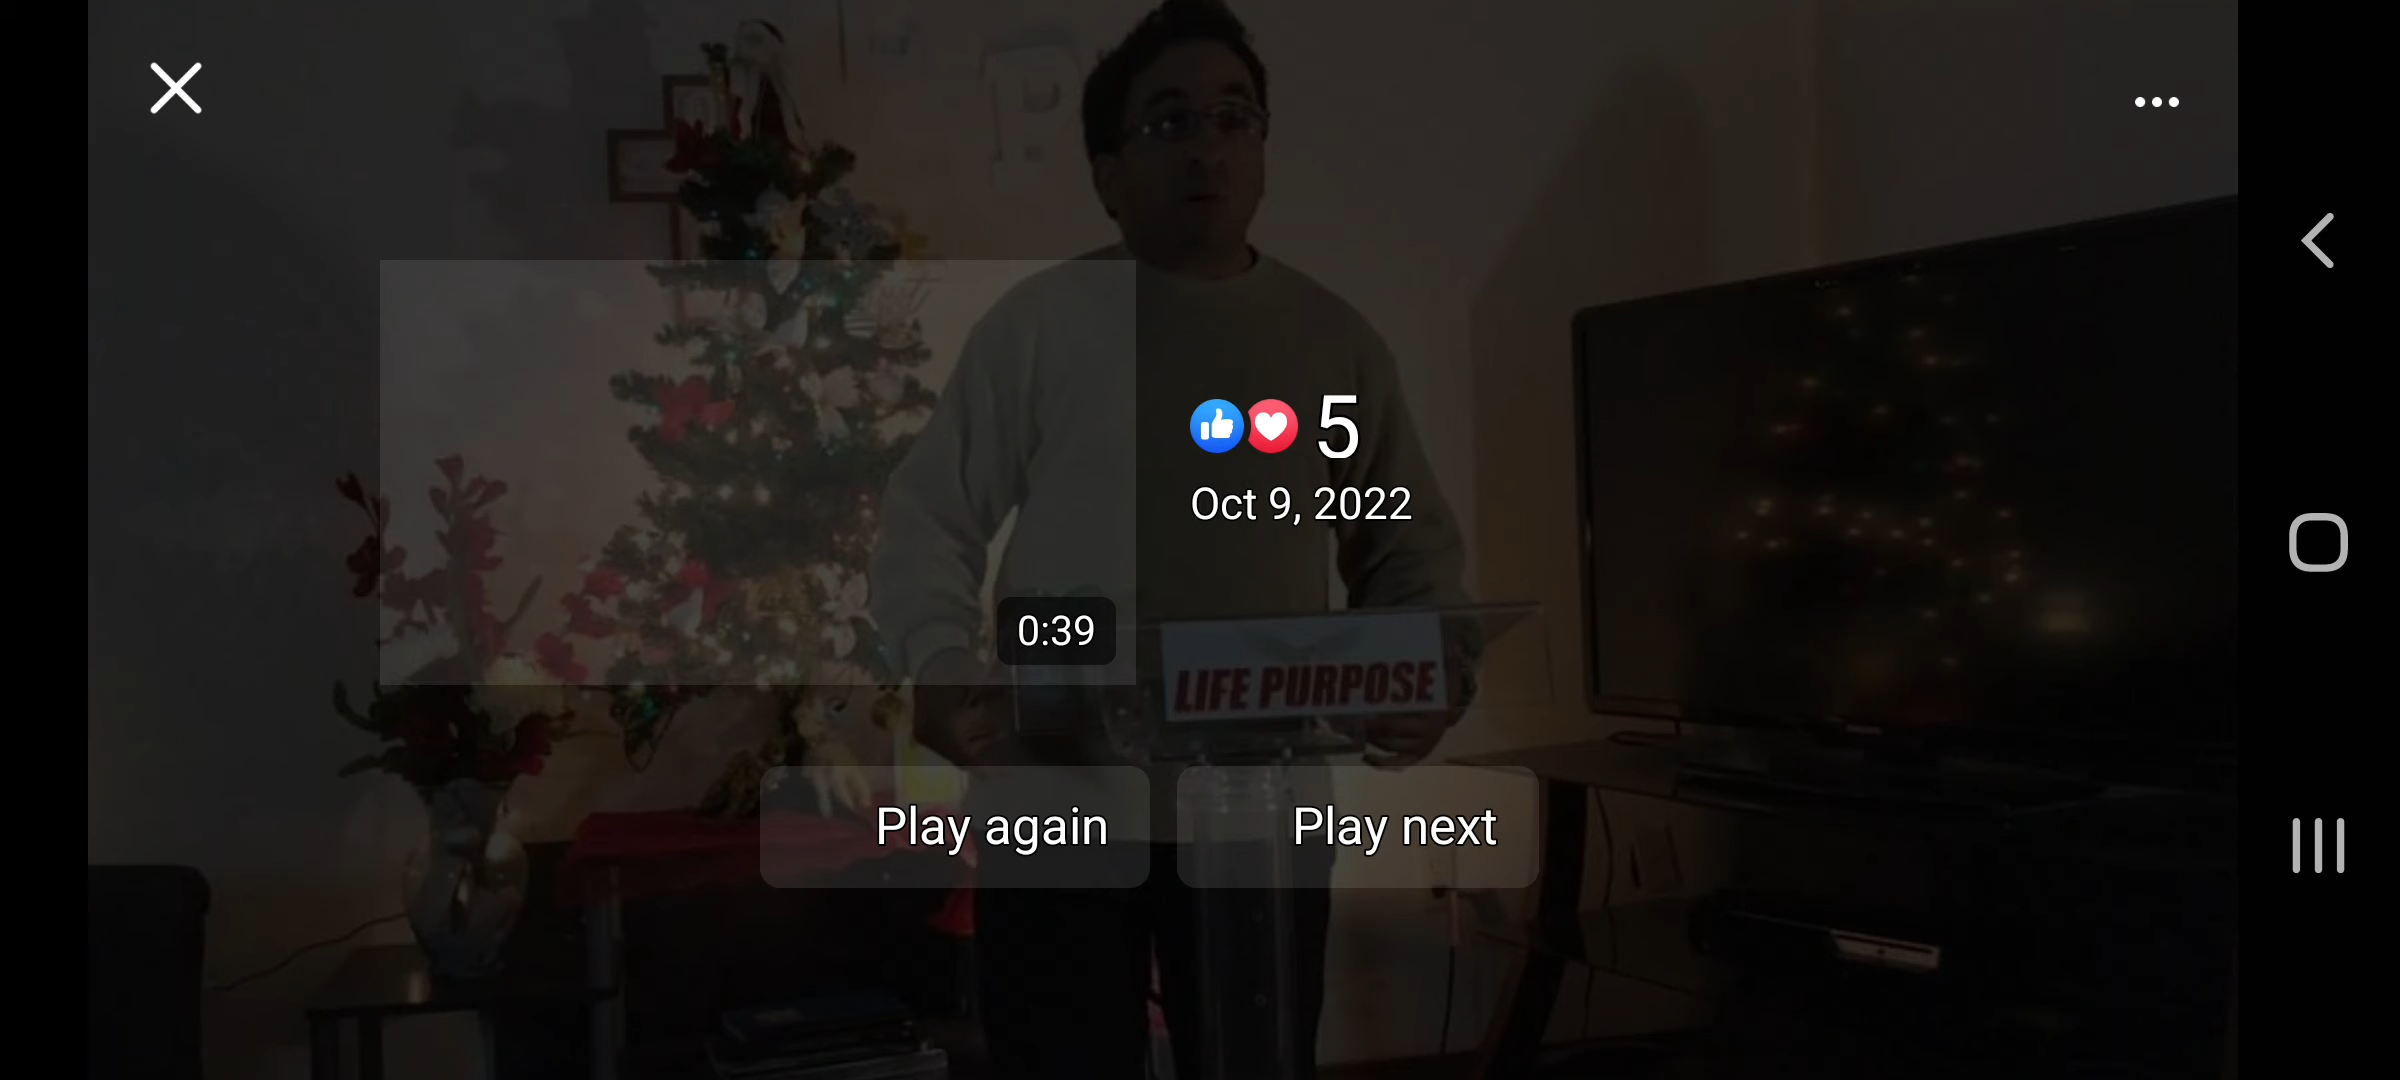 5
Oct 9, 2022
0:39
LIFE PURPOSE
Play again
Play next